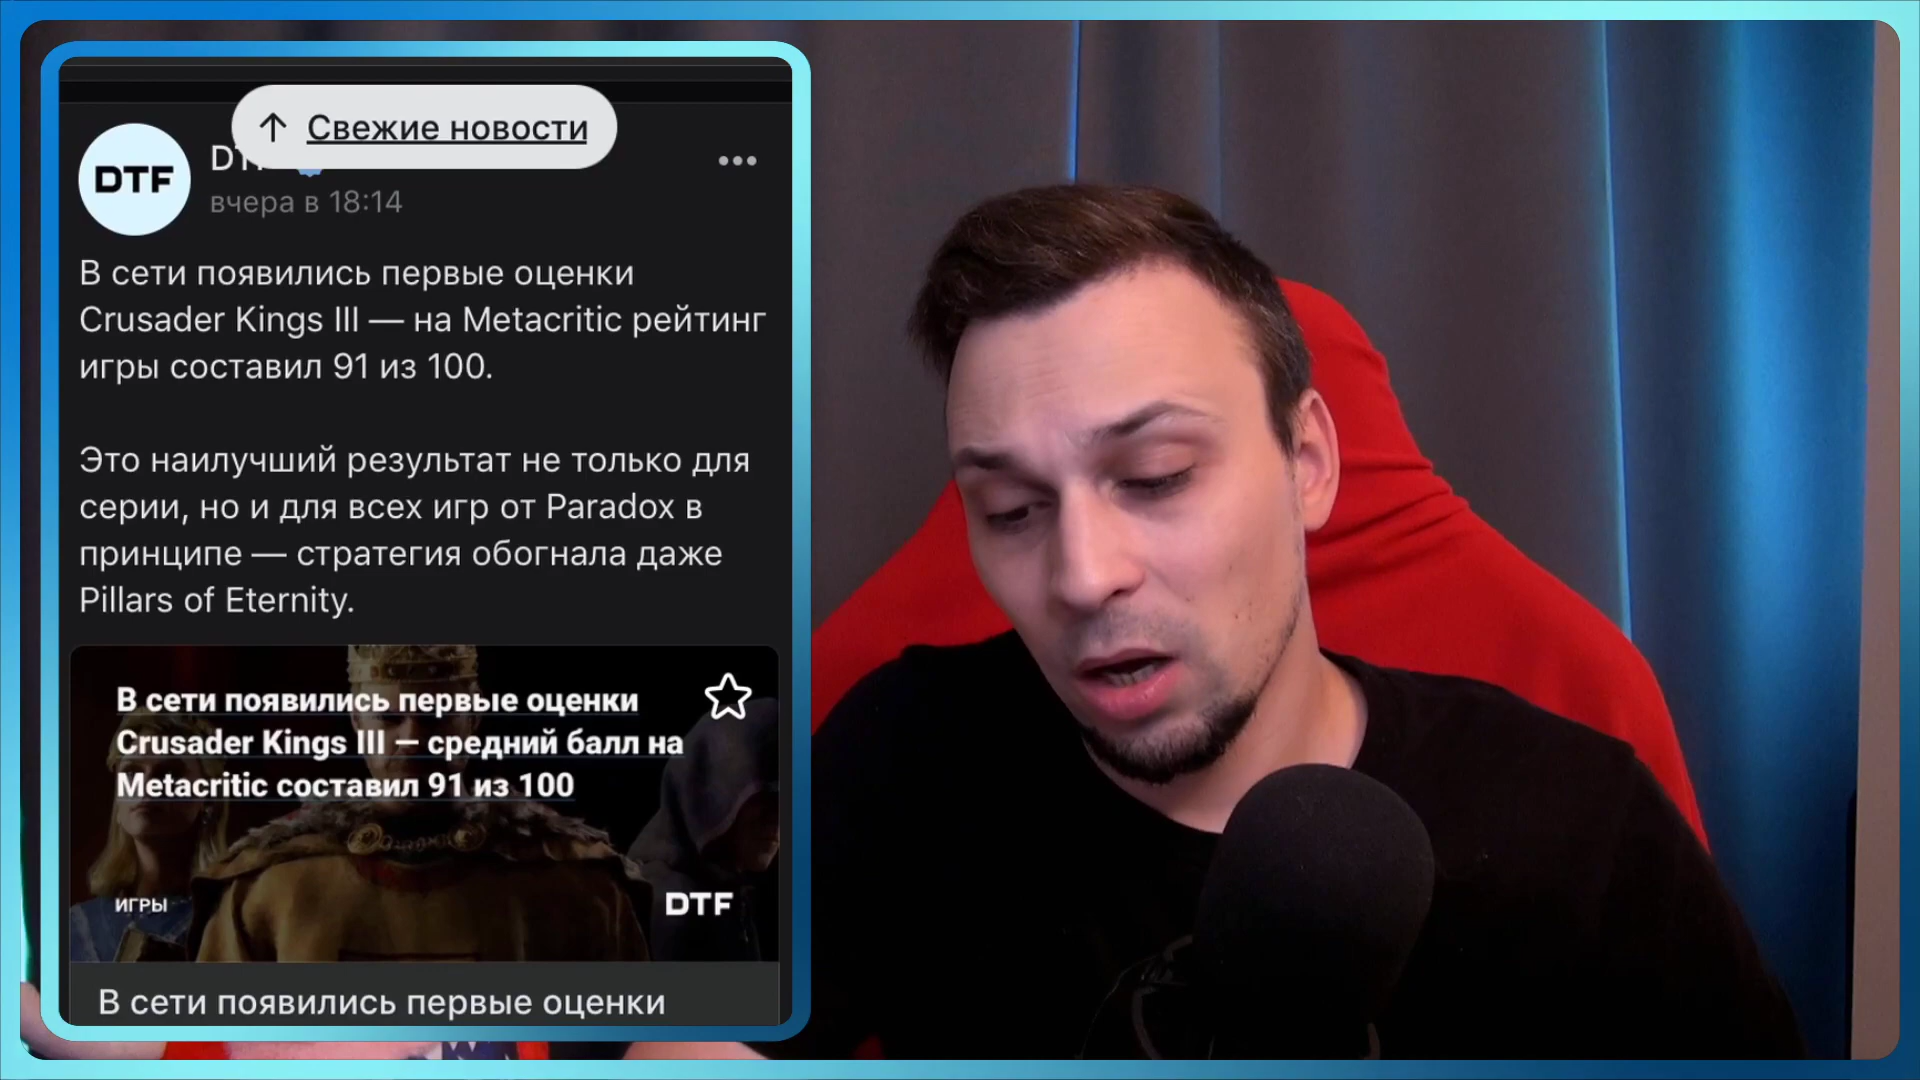 Свежие новости
DTF
вчера в 18:14
В сети появились первые оценки
Crusader Kings III — на Metacritic рейтинг
игры составил 91 из 100.
Это наилучший результат не только для
серии, но и для всех игр от Paradox в
принципе — стратегия обогнала даже
Pillars of Eternity.
В сети появились первые оценки
Crusader Kings III — средний балл на
Metacritic составил 91 из 100
ИГРЫ
DTF
В сети появились первые оценки